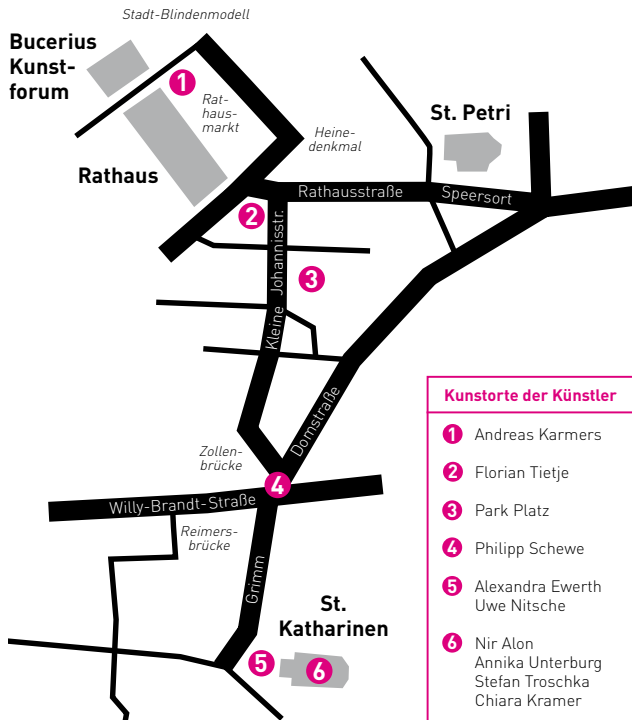 Stadt-Blindenmodell
Bucerius
Kunst-
forum
1
Rat-
haus-
markt
St. Petri
Heine-
denkmal
Rathaus
Rathausstraße
Speersort
2
Kleine Johannisstr.
3
Domstraße
Zollen-
brücke
4
Willy-Brandt-Straße
Reimers-
brücke
Grimm
St.
Katharinen
5
6
Kunstorte der Künstler
1 Andreas Karmers
2 Florian Tietje
3 Park Platz
4 Philipp Schewe
5 Alexandra Ewerth
Uwe Nitsche
6 Nir Alon
Annika Unterburg
Stefan Troschka
Chiara Kramer